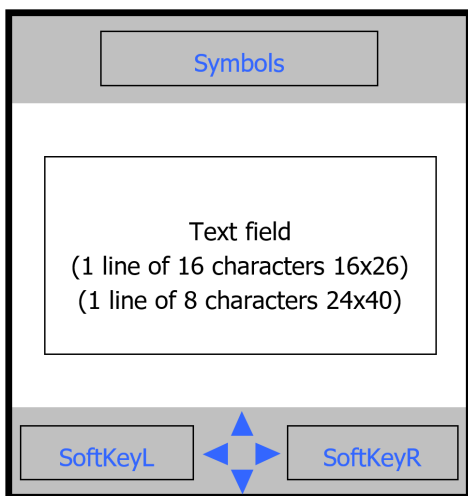 Symbols
Text field
(1 line of 16 characters 16x26)
(1 line of 8 characters 24x40)
SoftKeyL
SoftKeyR